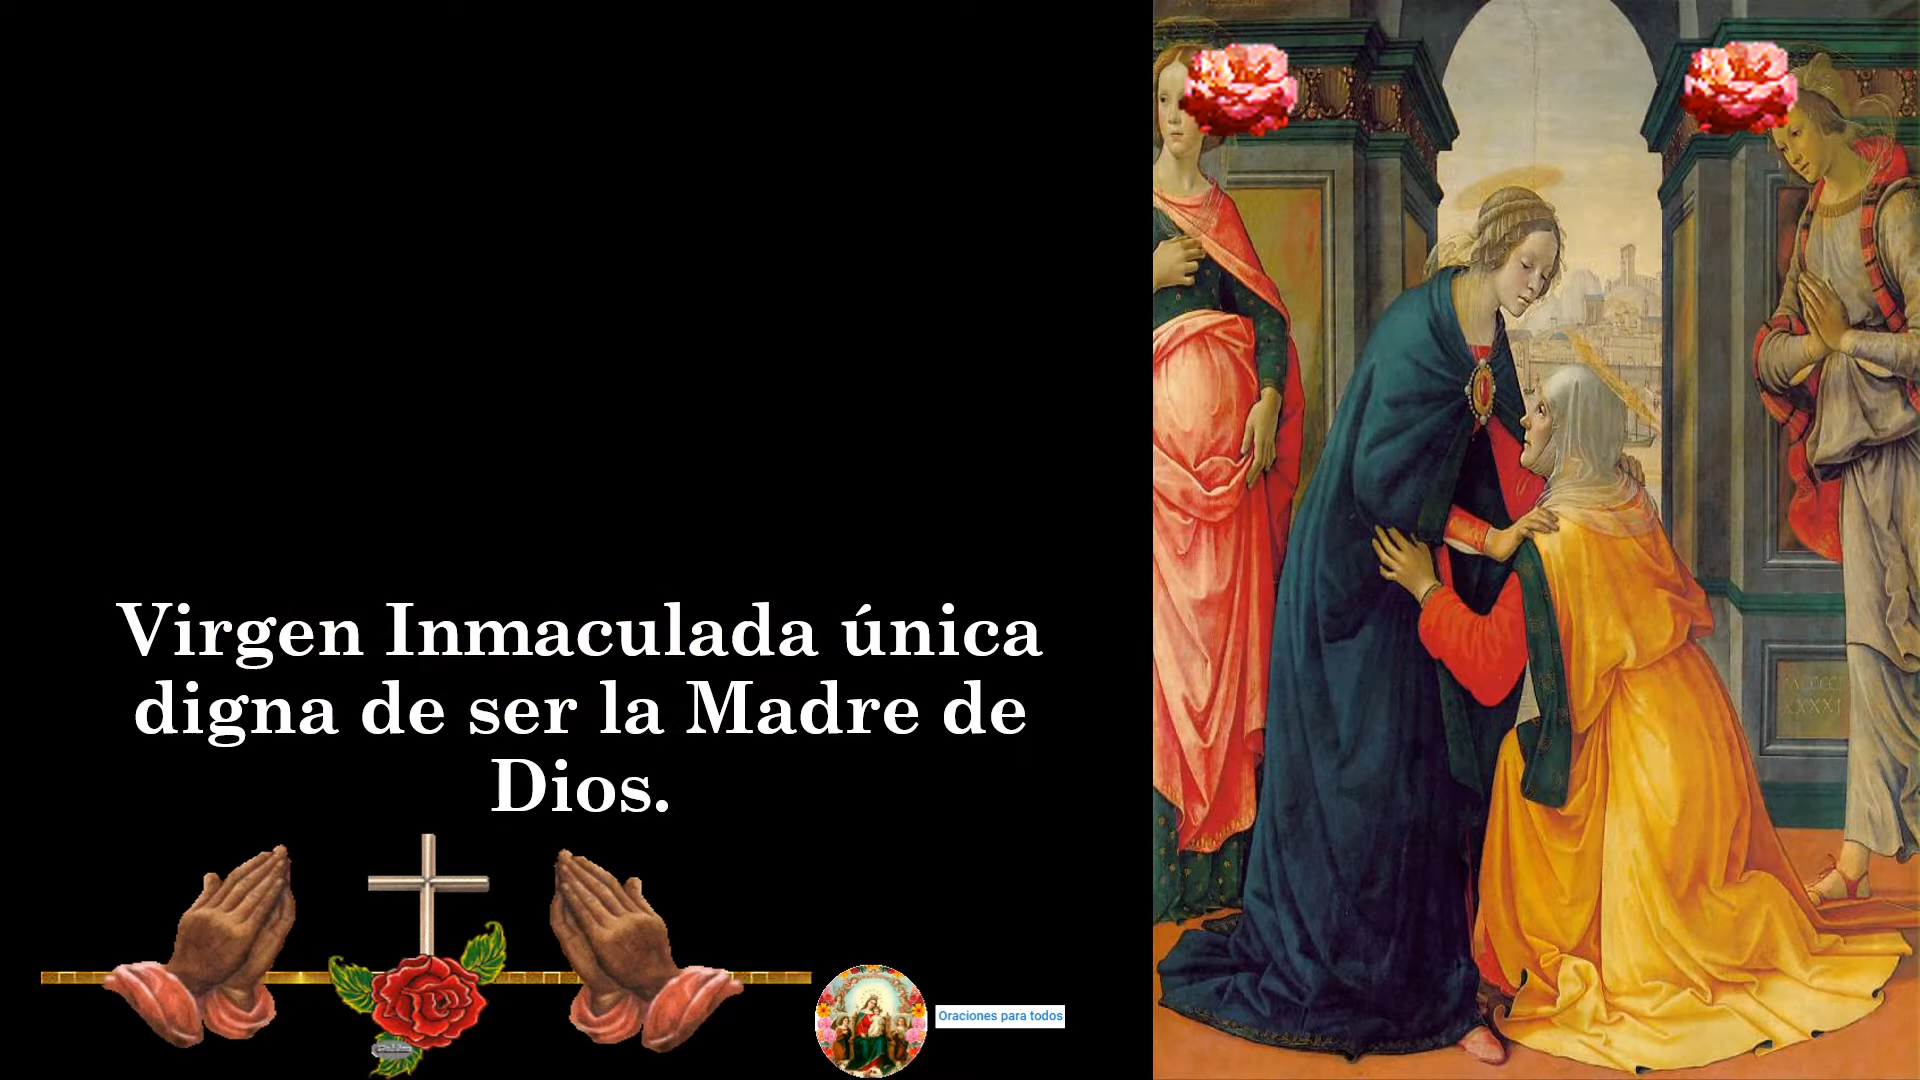 Virgen Inmaculada única
digna de ser la Madre de
Dios.
Oraciones para todos